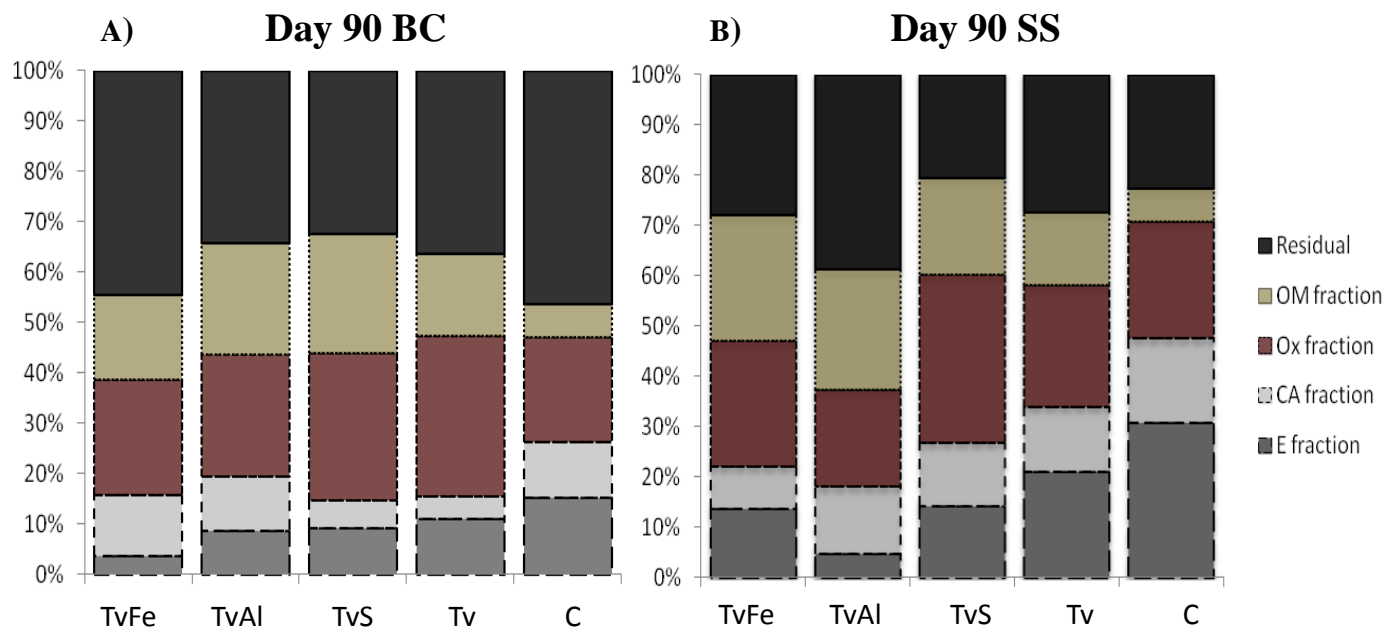 A) Day 90 BC
100%
90%
80%
70%
60%
50%
40%
30%
20%
10%
0%
TvFe TvAl TvS Tv C
B) Day 90 SS
100%
90%
80%
70%
60%
50%
40%
30%
20%
10%
0%
TvFe TvAl TvS Tv C
Residual
OM fraction
Ox fraction
CA fraction
E fraction